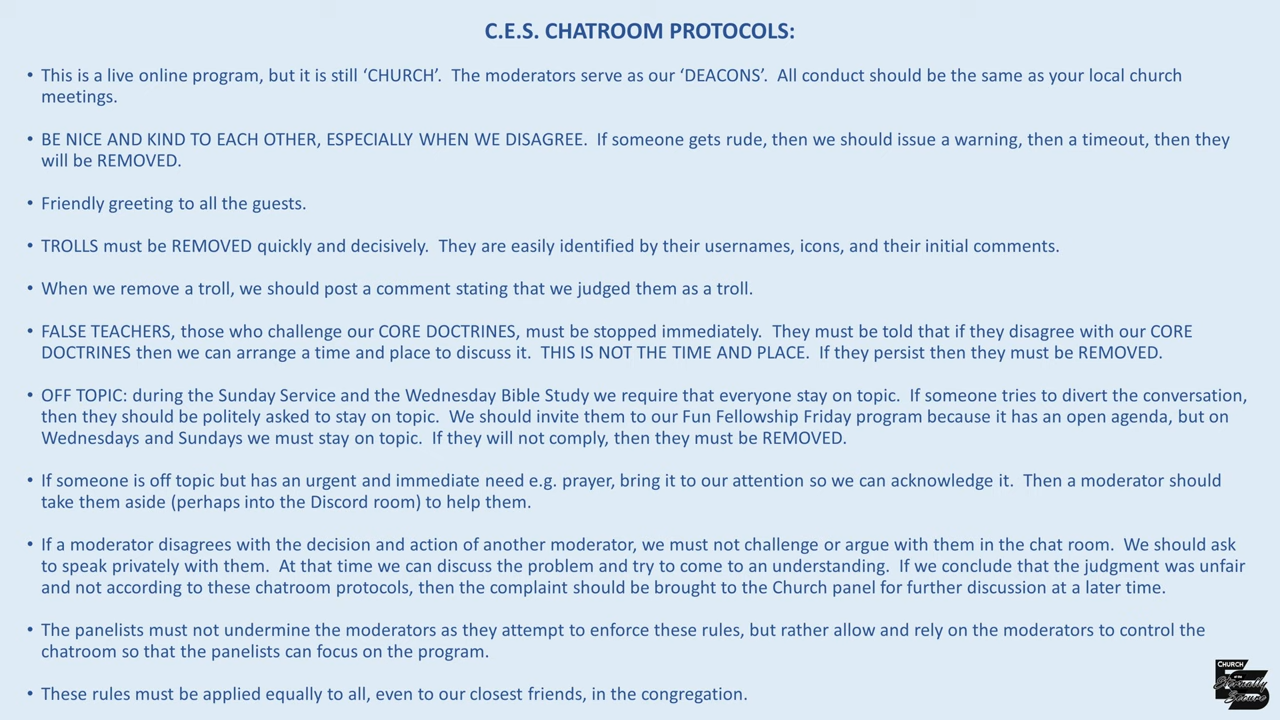 C.E.S. CHATROOM PROTOCOLS:
• This is a live online program, but it is still ‘CHURCH’.  The moderators serve as our ‘DEACONS’.  All conduct should be the same as your local church
meetings.
• BE NICE AND KIND TO EACH OTHER, ESPECIALLY WHEN WE DISAGREE.  If someone gets rude, then we should issue a warning, then a timeout, then they
will be REMOVED.
• Friendly greeting to all the guests.
• TROLLS must be REMOVED quickly and decisively.  They are easily identified by their usernames, icons, and their initial comments.
• When we remove a troll, we should post a comment stating that we judged them as a troll.
• FALSE TEACHERS, those who challenge our CORE DOCTRINES, must be stopped immediately.  They must be told that if they disagree with our CORE
DOCTRINES then we can arrange a time and place to discuss it.  THIS IS NOT THE TIME AND PLACE.  If they persist then they must be REMOVED.
• OFF TOPIC: during the Sunday Service and the Wednesday Bible Study we require that everyone stay on topic.  If someone tries to divert the conversation,
then they should be politely asked to stay on topic.  We should invite them to our Fun Fellowship Friday program because it has an open agenda, but on
Wednesdays and Sundays we must stay on topic.  If they will not comply, then they must be REMOVED.
• If someone is off topic but has an urgent and immediate need e.g. prayer, bring it to our attention so we can acknowledge it.  Then a moderator should
take them aside (perhaps into the Discord room) to help them.
• If a moderator disagrees with the decision and action of another moderator, we must not challenge or argue with them in the chat room.  We should ask
to speak privately with them.  At that time we can discuss the problem and try to come to an understanding.  If we conclude that the judgment was unfair
and not according to these chatroom protocols, then the complaint should be brought to the Church panel for further discussion at a later time.
• The panelists must not undermine the moderators as they attempt to enforce these rules, but rather allow and rely on the moderators to control the
chatroom so that the panelists can focus on the program.
• These rules must be applied equally to all, even to our closest friends, in the congregation.
CHURCH
of the
Eternally
Secure